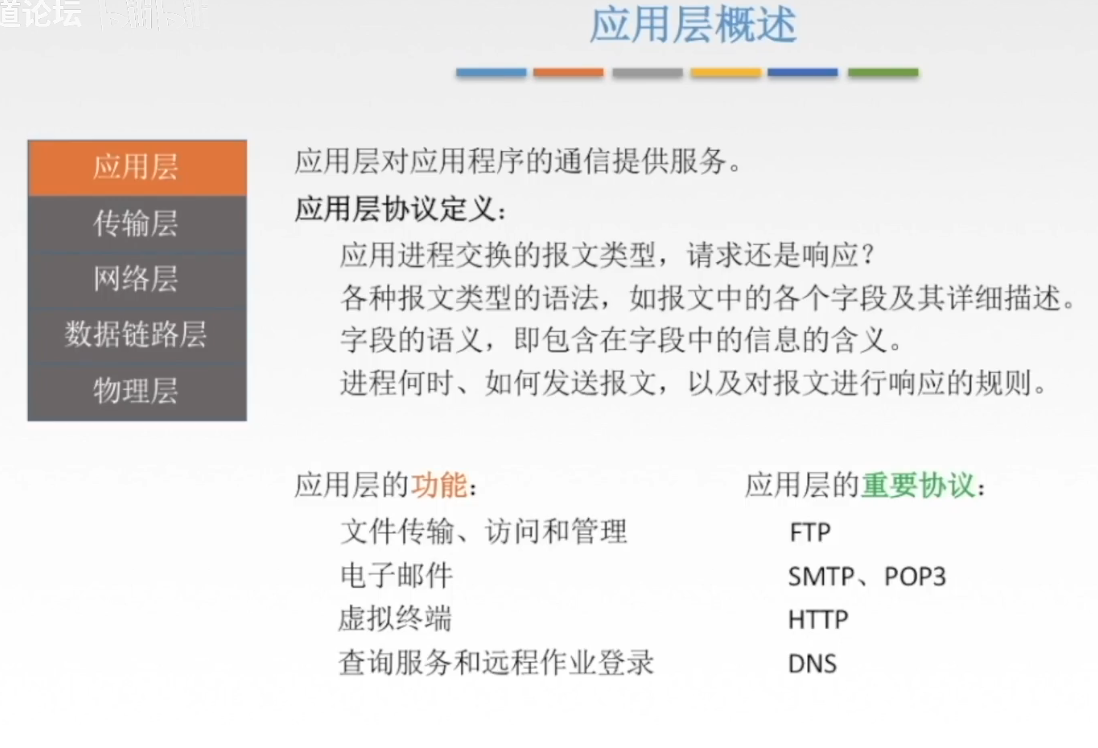 道论坛
应用层概述
应用层
传输层
网络层
数据链路层
物理层
应用层对应用程序的通信提供服务。
应用层协议定义：
应用进程交换的报文类型，请求还是响应？
各种报文类型的语法，如报文中的各个字段及其详细描述。
字段的语义，即包含在字段中的信息的含义。
进程何时、如何发送报文，以及对报文进行响应的规则。
应用层的功能：
文件传输、访问和管理
电子邮件
虚拟终端
查询服务和远程作业登录
应用层的重要协议：
FTP
SMTP、POP3
HTTP
DNS